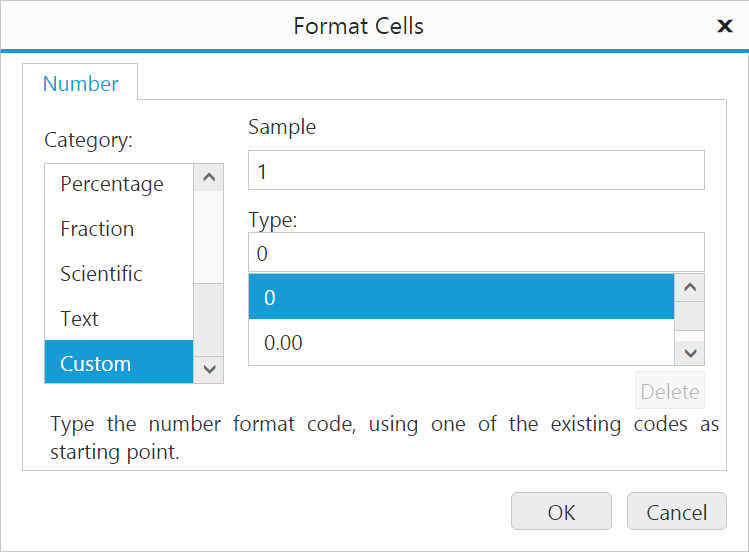 Format Cells
Number
Category:
Percentage
Fraction
Scientific
Text
Custom
Sample
1
Type:
0
0
0.00
Delete
Type the number format code, using one of the existing codes as
starting point.
OK
Cancel